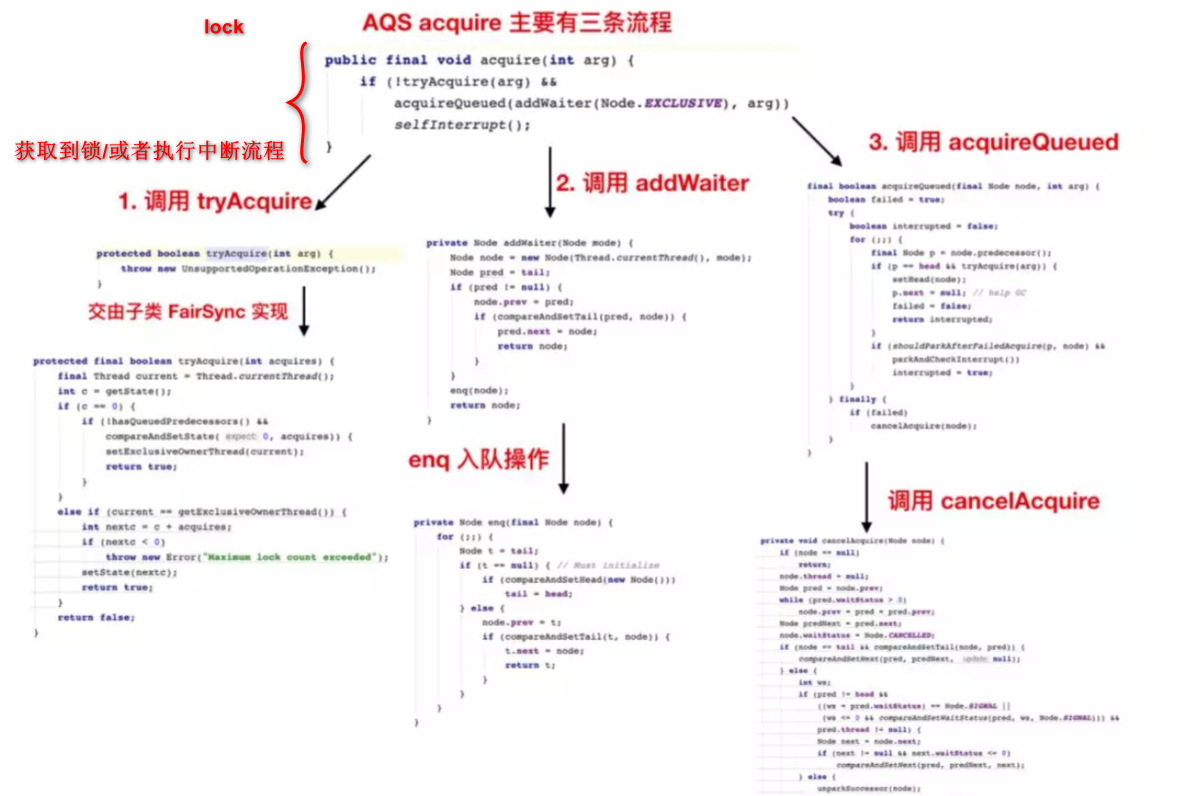 lock
AQS acquire 主要有三条流程
public final void acquire(int arg) {
if (!tryAcquire(arg) &&
acquireQueued(addWaiter(Node.EXCLUSIVE), arg))
selfInterrupt();
}
获取到锁/或者执行中断流程
1. 调用 tryAcquire
protected boolean tryAcquire(int arg) {
throw new UnsupportedOperationException();
}
交由子类 FairSync 实现
protected final boolean tryAcquire(int acquires) {
final Thread current = Thread.currentThread();
int c = getState();
if (c == 0) {
if (!hasQueuedPredecessors() &&
compareAndSetState( expect: 0, acquires)) {
setExclusiveOwnerThread(current);
return true;
}
}
else if (current == getExclusiveOwnerThread()) {
int nextc = c + acquires;
if (nextc < 0)
throw new Error("Maximum lock count exceeded");
setState(nextc);
return true;
}
return false;
}
2. 调用 addWaiter
private Node addWaiter(Node mode) {
Node node = new Node(Thread.currentThread(), mode);
Node pred = tail;
if (pred != null) {
node.prev = pred;
if (compareAndSetTail(pred, node)) {
pred.next = node;
return node;
}
}
enq(node);
return node;
}
enq 入队操作
private Node enq(final Node node) {
for (;;) {
Node t = tail;
if (t == null) { // Must initialize
if (compareAndSetHead(new Node()))
tail = head;
} else {
node.prev = t;
if (compareAndSetTail(t, node)) {
t.next = node;
return t;
}
}
}
}
3. 调用 acquireQueued
final boolean acquireQueued(final Node node, int arg) {
boolean failed = true;
try {
boolean interrupted = false;
for (;;) {
final Node p = node.predecessor();
if (p == head && tryAcquire(arg)) {
setHead(node);
p.next = null; // help GC
failed = false;
return interrupted;
}
if (shouldParkAfterFailedAcquire(p, node) &&
parkAndCheckInterrupt())
interrupted = true;
}
} finally {
if (failed)
cancelAcquire(node);
}
}
调用 cancelAcquire
private void cancelAcquire(Node node) {
if (node == null)
return;
node.thread = null;
Node pred = node.prev;
while (pred.waitStatus > 0)
node.prev = pred = pred.prev;
Node predNext = pred.next;
node.waitStatus = Node.CANCELLED;
if (node == tail && compareAndSetTail(node, pred)) {
compareAndSetNext(pred, predNext, update: null);
} else {
int ws;
if (pred != head &&
((ws = pred.waitStatus) == Node.SIGNAL ||
(ws <= 0 && compareAndSetWaitStatus(pred, ws, Node.SIGNAL))) &&
pred.thread != null) {
Node next = node.next;
if (next != null && next.waitStatus <= 0)
compareAndSetNext(pred, predNext, next);
} else {
unparkSuccessor(node);